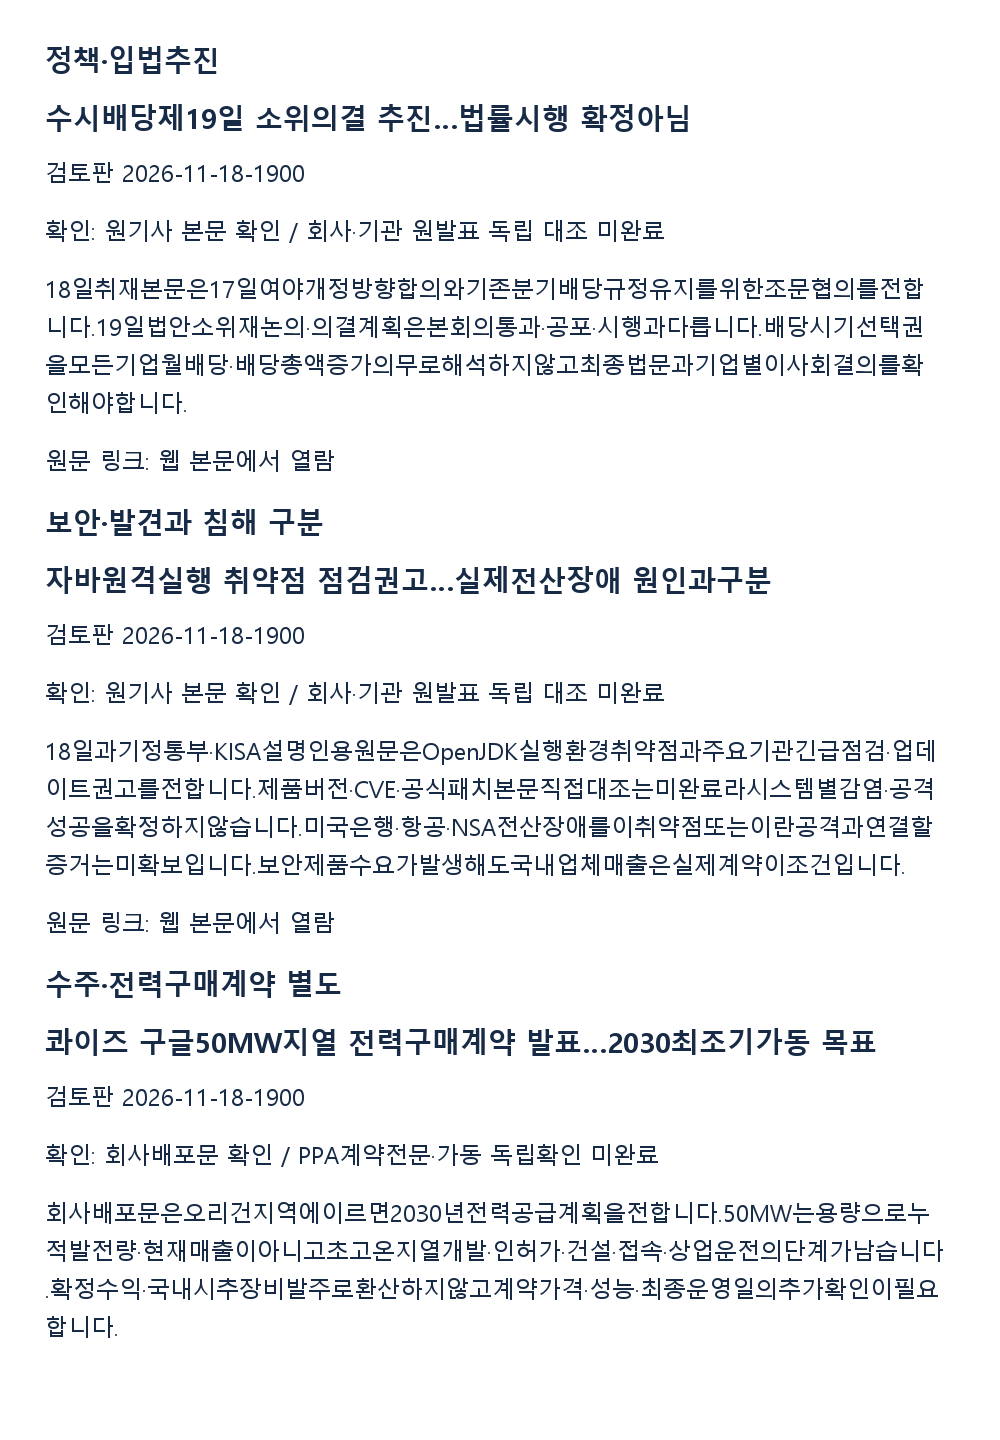 정책·입법추진
수시배당제19일 소위의결 추진...법률시행 확정아님
검토판 2026-11-18-1900
확인: 원기사 본문 확인 / 회사·기관 원발표 독립 대조 미완료
18일취재본문은17일여야개정방향합의와기존분기배당규정유지를위한조문협의를전합
니다.19일법안소위재논의·의결계획은본회의통과·공포·시행과다릅니다.배당시기선택권
을모든기업월배당·배당총액증가의무로해석하지않고최종법문과기업별이사회결의를확
인해야합니다.
원문 링크: 웹 본문에서 열람
보안·발견과 침해 구분
자바원격실행 취약점 점검권고...실제전산장애 원인과구분
검토판 2026-11-18-1900
확인: 원기사 본문 확인 / 회사·기관 원발표 독립 대조 미완료
18일과기정통부·KISA설명인용원문은OpenJDK실행환경취약점과주요기관긴급점검·업데
이트권고를전합니다.제품버전·CVE·공식패치본문직접대조는미완료라시스템별감염·공격
성공을확정하지않습니다.미국은행·항공·NSA전산장애를이취약점또는이란공격과연결할
증거는미확보입니다.보안제품수요가발생해도국내업체매출은실제계약이조건입니다.
원문 링크: 웹 본문에서 열람
수주·전력구매계약 별도
콰이즈 구글50MW지열 전력구매계약 발표...2030최조기가동 목표
검토판 2026-11-18-1900
확인: 회사배포문 확인 / PPA계약전문·가동 독립확인 미완료
회사배포문은오리건지역에이르면2030년전력공급계획을전합니다.50MW는용량으로누
적발전량·현재매출이아니고초고온지열개발·인허가·건설·접속·상업운전의단계가남습니다
.확정수익·국내시추장비발주로환산하지않고계약가격·성능·최종운영일의추가확인이필요
합니다.